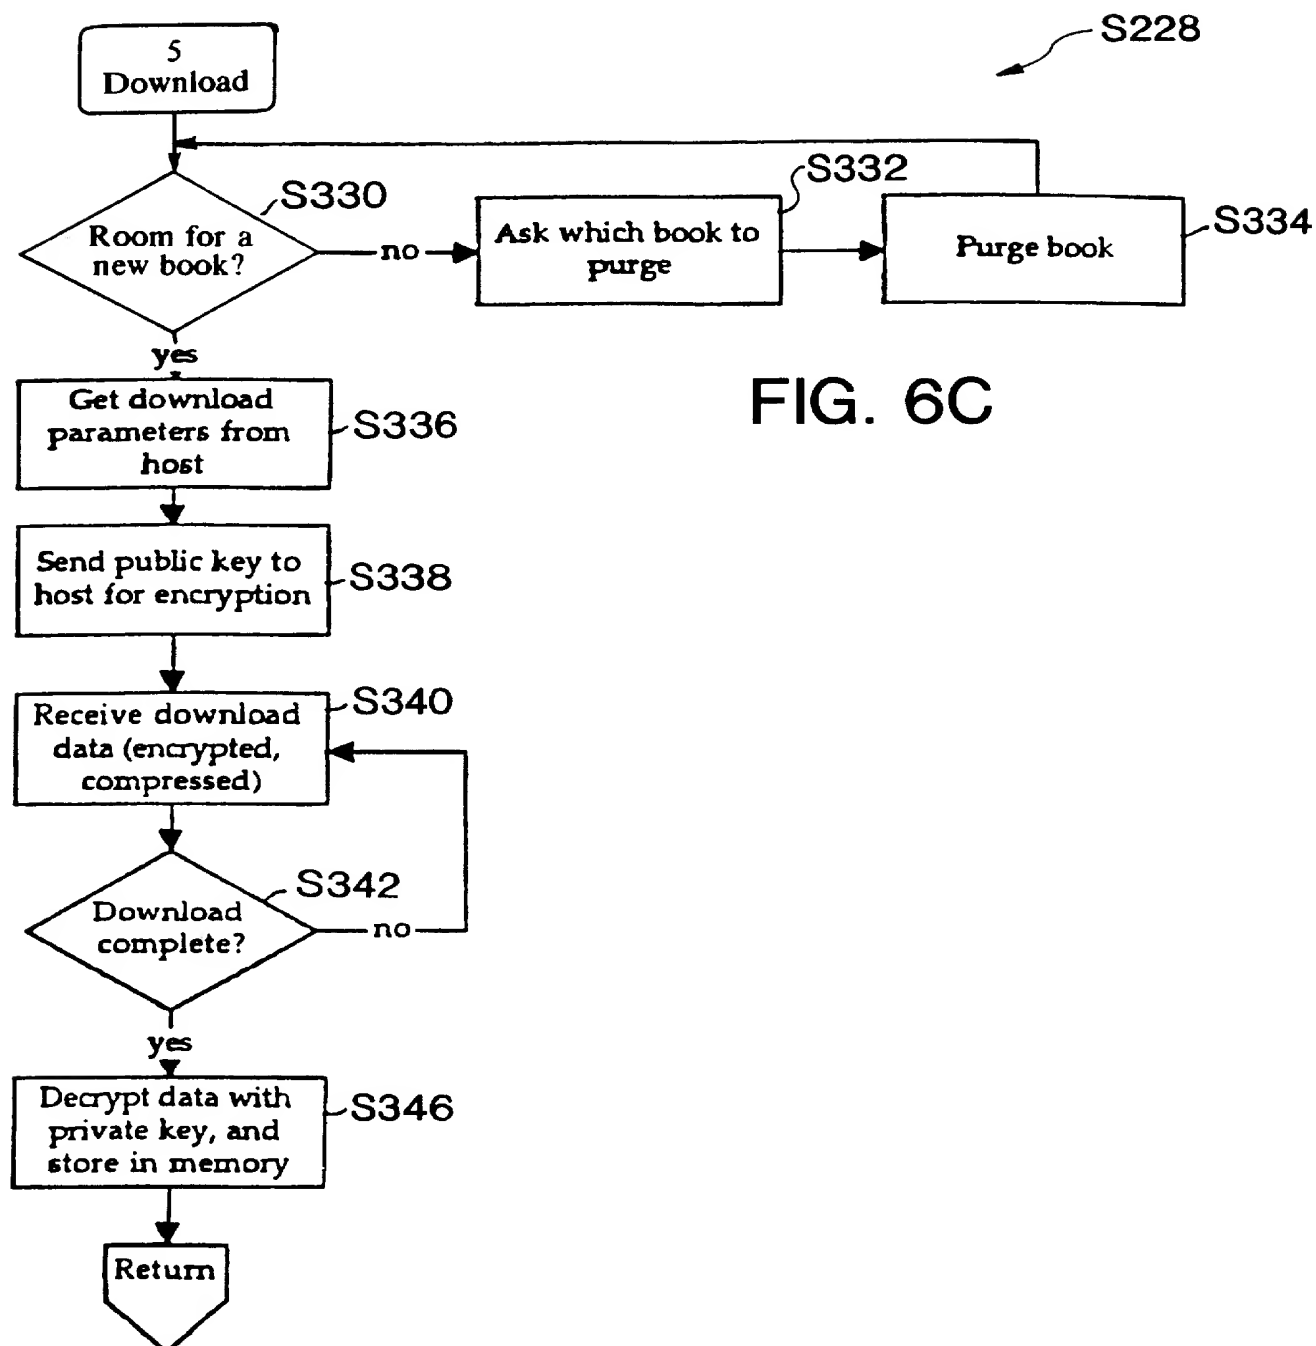 S228
5
Download
S330
Room for a
new book?
no
S332
Ask which book to
purge
S334
Purge book
yes
FIG. 6C
Get download
parameters from
host
S336
Send public key to
host for encryption
S338
Receive download
data (encrypted,
compressed)
S340
S342
Download
complete?
no
yes
Decrypt data with
private key, and
store in memory
S346
Return